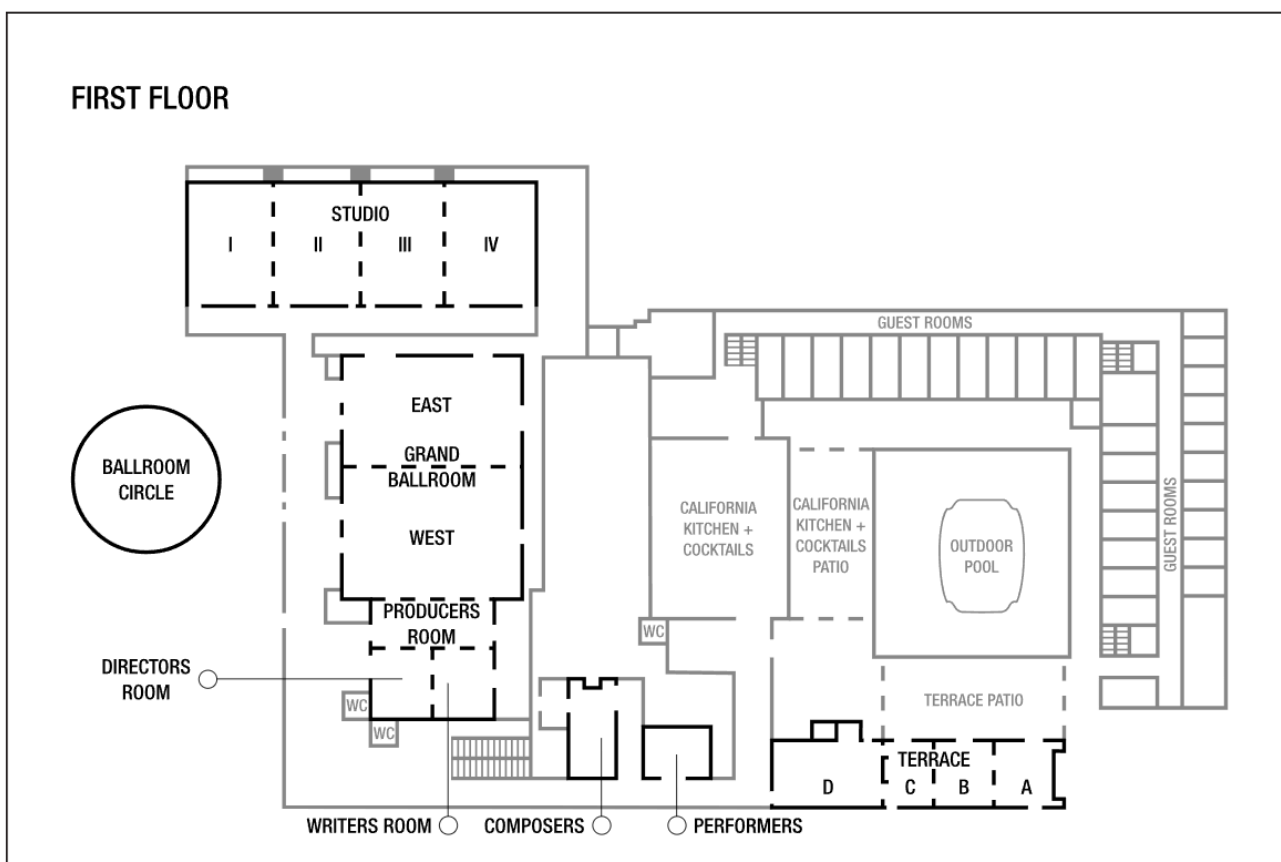 FIRST FLOOR
STUDIO
I
II
III
IV
GUEST ROOMS
EAST
GRAND
BALLROOM
WEST
BALLROOM
CIRCLE
CALIFORNIA
KITCHEN +
COCKTAILS
CALIFORNIA
KITCHEN +
COCKTAILS
PATIO
OUTDOOR
POOL
GUEST ROOMS
PRODUCERS
ROOM
WC
DIRECTORS
ROOM
WC
WC
TERRACE PATIO
TERRACE
D
C
B
A
WRITERS ROOM
COMPOSERS
PERFORMERS